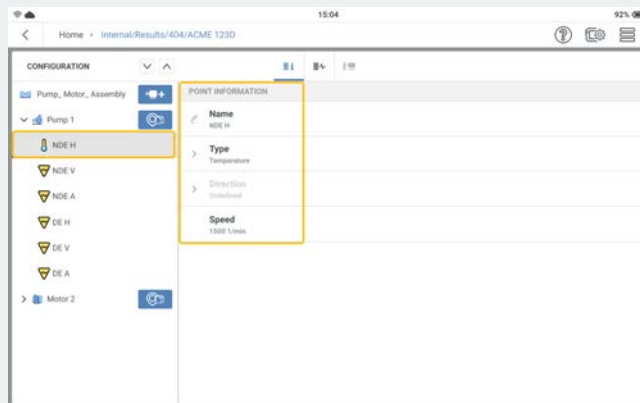 15:04
92%
Home • Internal/Results/404/ACME 123D
CONFIGURATION
Pump_Motor_Assembly
Pump 1
NDE H
NDE V
NDE A
DE H
DE V
DE A
Motor 2
POINT INFORMATION
Name
NDE H
Type
Temperature
Direction
Undefined
Speed
1500 1/min